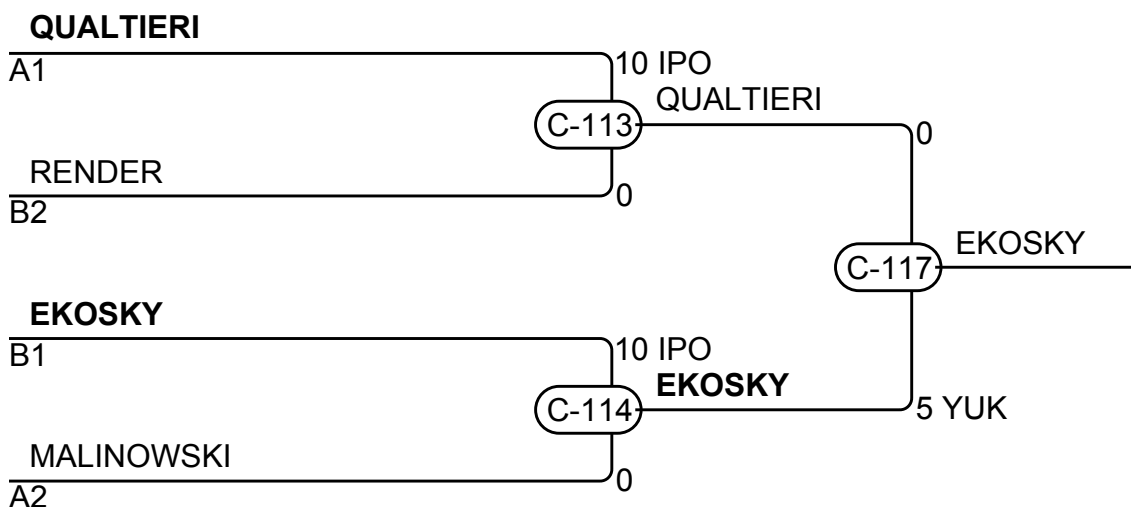 QUALTIERI
A1
10 IPO
QUALTIERI
C-113
0
RENDER
B2
0
C-117
EKOSKY
EKOSKY
B1
10 IPO
EKOSKY
C-114
5 YUK
MALINOWSKI
A2
0